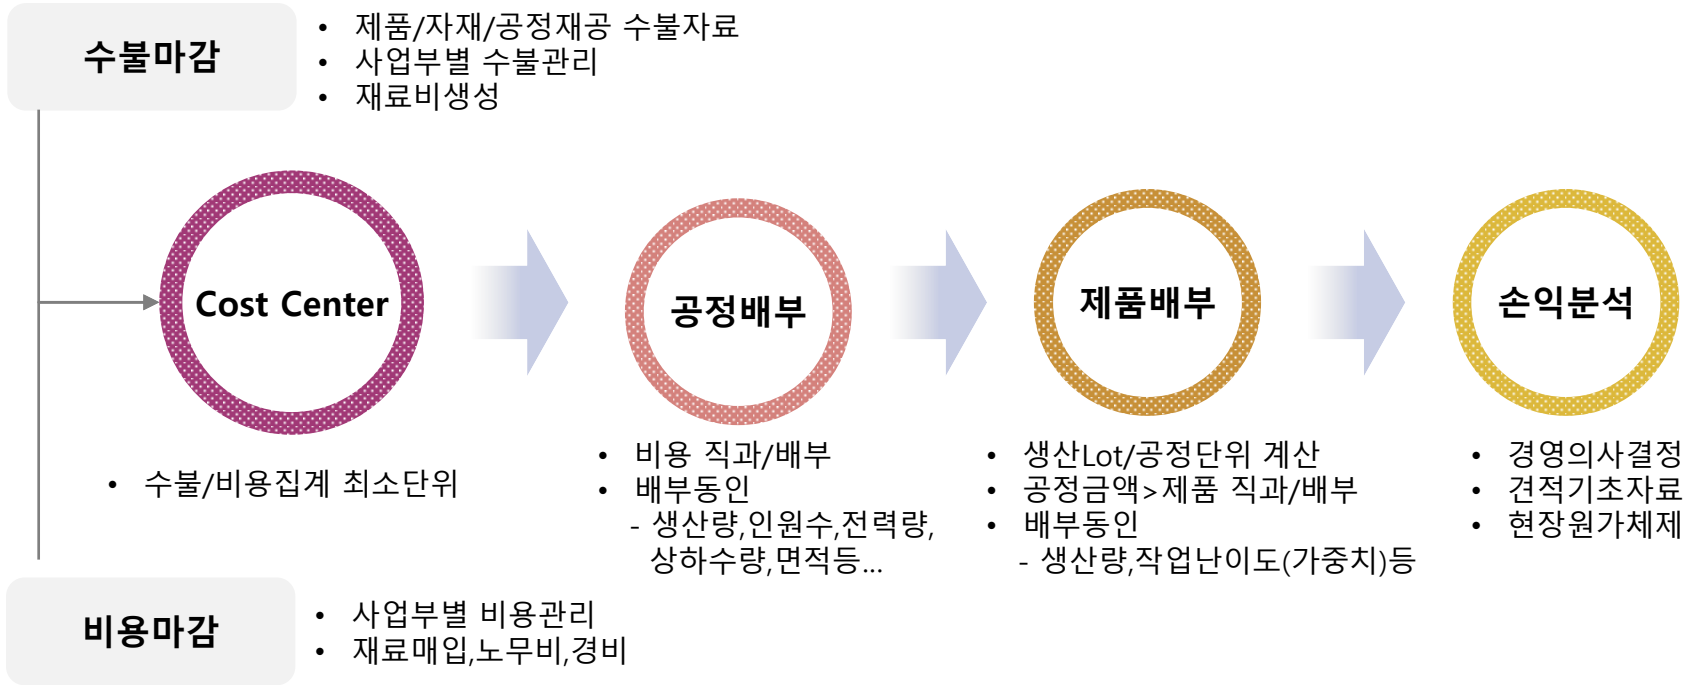 수불마감
• 제품/자재/공정재공 수불자료
• 사업부별 수불관리
• 재료비생성
Cost Center
• 수불/비용집계 최소단위
공정배부
• 비용 직과/배부
• 배부동인
- 생산량,인원수,전력량,
상하수량,면적등...
제품배부
• 생산Lot/공정단위 계산
• 공정금액>제품 직과/배부
• 배부동인
- 생산량,작업난이도(가중치)등
손익분석
• 경영의사결정
• 견적기초자료
• 현장원가체제
비용마감
• 사업부별 비용관리
• 재료매입,노무비,경비